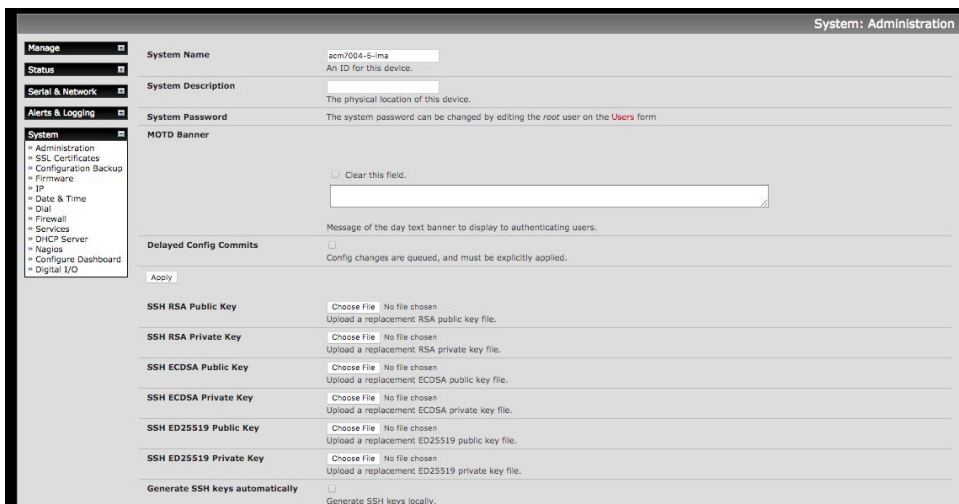 System: Administration
Manage
Status
Serial & Network
Alerts & Logging
System
» Administration
» SSL Certificates
» Configuration Backup
» Firmware
» IP
» Date & Time
» Dial
» Firewall
» Services
» DHCP Server
» Nagios
» Configure Dashboard
» Digital I/O
System Name
acm7004-5-lma
An ID for this device.
System Description
The physical location of this device.
System Password
The system password can be changed by editing the root user on the Users form
MOTD Banner
Clear this field.
Message of the day text banner to display to authenticating users.
Delayed Config Commits
Config changes are queued, and must be explicitly applied.
Apply
SSH RSA Public Key
Choose File No file chosen
Upload a replacement RSA public key file.
SSH RSA Private Key
Choose File No file chosen
Upload a replacement RSA private key file.
SSH ECDSA Public Key
Choose File No file chosen
Upload a replacement ECDSA public key file.
SSH ECDSA Private Key
Choose File No file chosen
Upload a replacement ECDSA private key file.
SSH ED25519 Public Key
Choose File No file chosen
Upload a replacement ED25519 public key file.
SSH ED25519 Private Key
Choose File No file chosen
Upload a replacement ED25519 private key file.
Generate SSH keys automatically
Generate SSH keys locally.